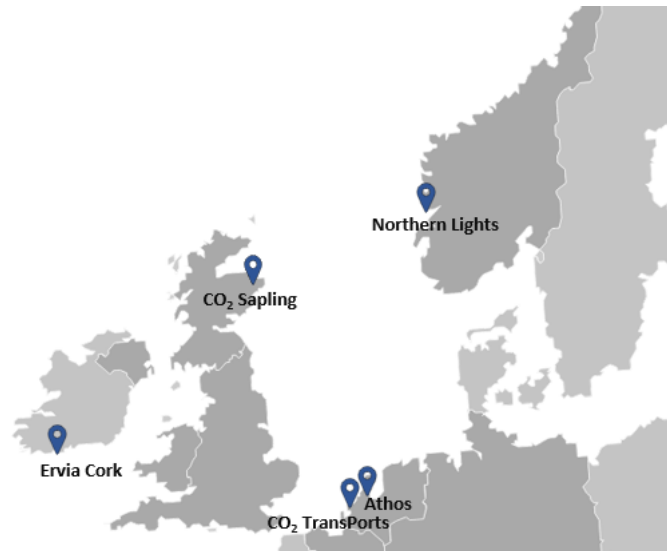 Northern Lights
CO₂ Sapling
Ervia Cork
Athos
CO₂ TransPorts